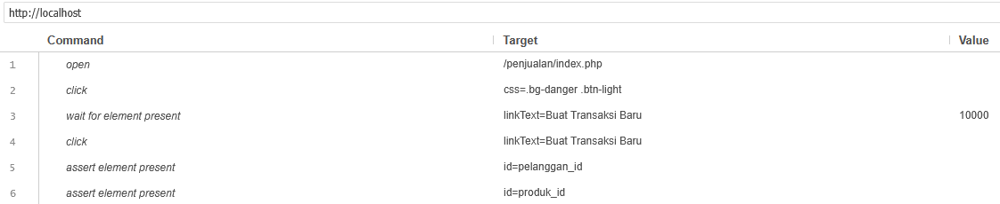 http://localhost
Command Target Value
1 open /penjualan/index.php
2 click css=.bg-danger .btn-light
3 wait for element present linkText=Buat Transaksi Baru 10000
4 click linkText=Buat Transaksi Baru
5 assert element present id=pelanggan_id
6 assert element present id=produk_id